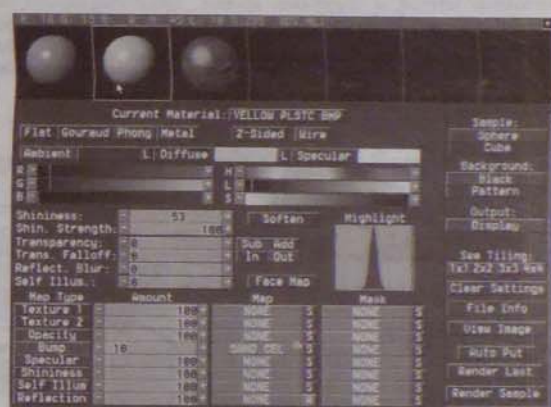 Current Material: YELLOW PLSTC BMP
Flat Gouraud Phong Metal 2-Sided Wire
Ambient L Diffuse L Specular
R H
G L
B S
Shininess: 53 Soften Highlight
Shin. Strength: 100
Transparency: 0 Sub Add
Trans. Falloff: 0 In Out
Reflect. Blur: 0
Self Illum.: 0 Face Map
Map Type Amount Map Mask
Texture 1 100 NONE S NONE S
Texture 2 100 NONE S NONE S
Opacity 100 NONE S NONE S
Bump 10 S NONE S
Specular 100 NONE S NONE S
Shininess 100 NONE S NONE S
Self Illum 100 NONE S NONE S
Reflection 100 NONE NONE S
Sample:
Sphere
Cube
Background:
Black
Pattern
Output:
Display
See Tiling:
1x1 2x2 3x3 4x4
Clear Settings
File Info
View Image
Auto Put
Render Last
Render Sample